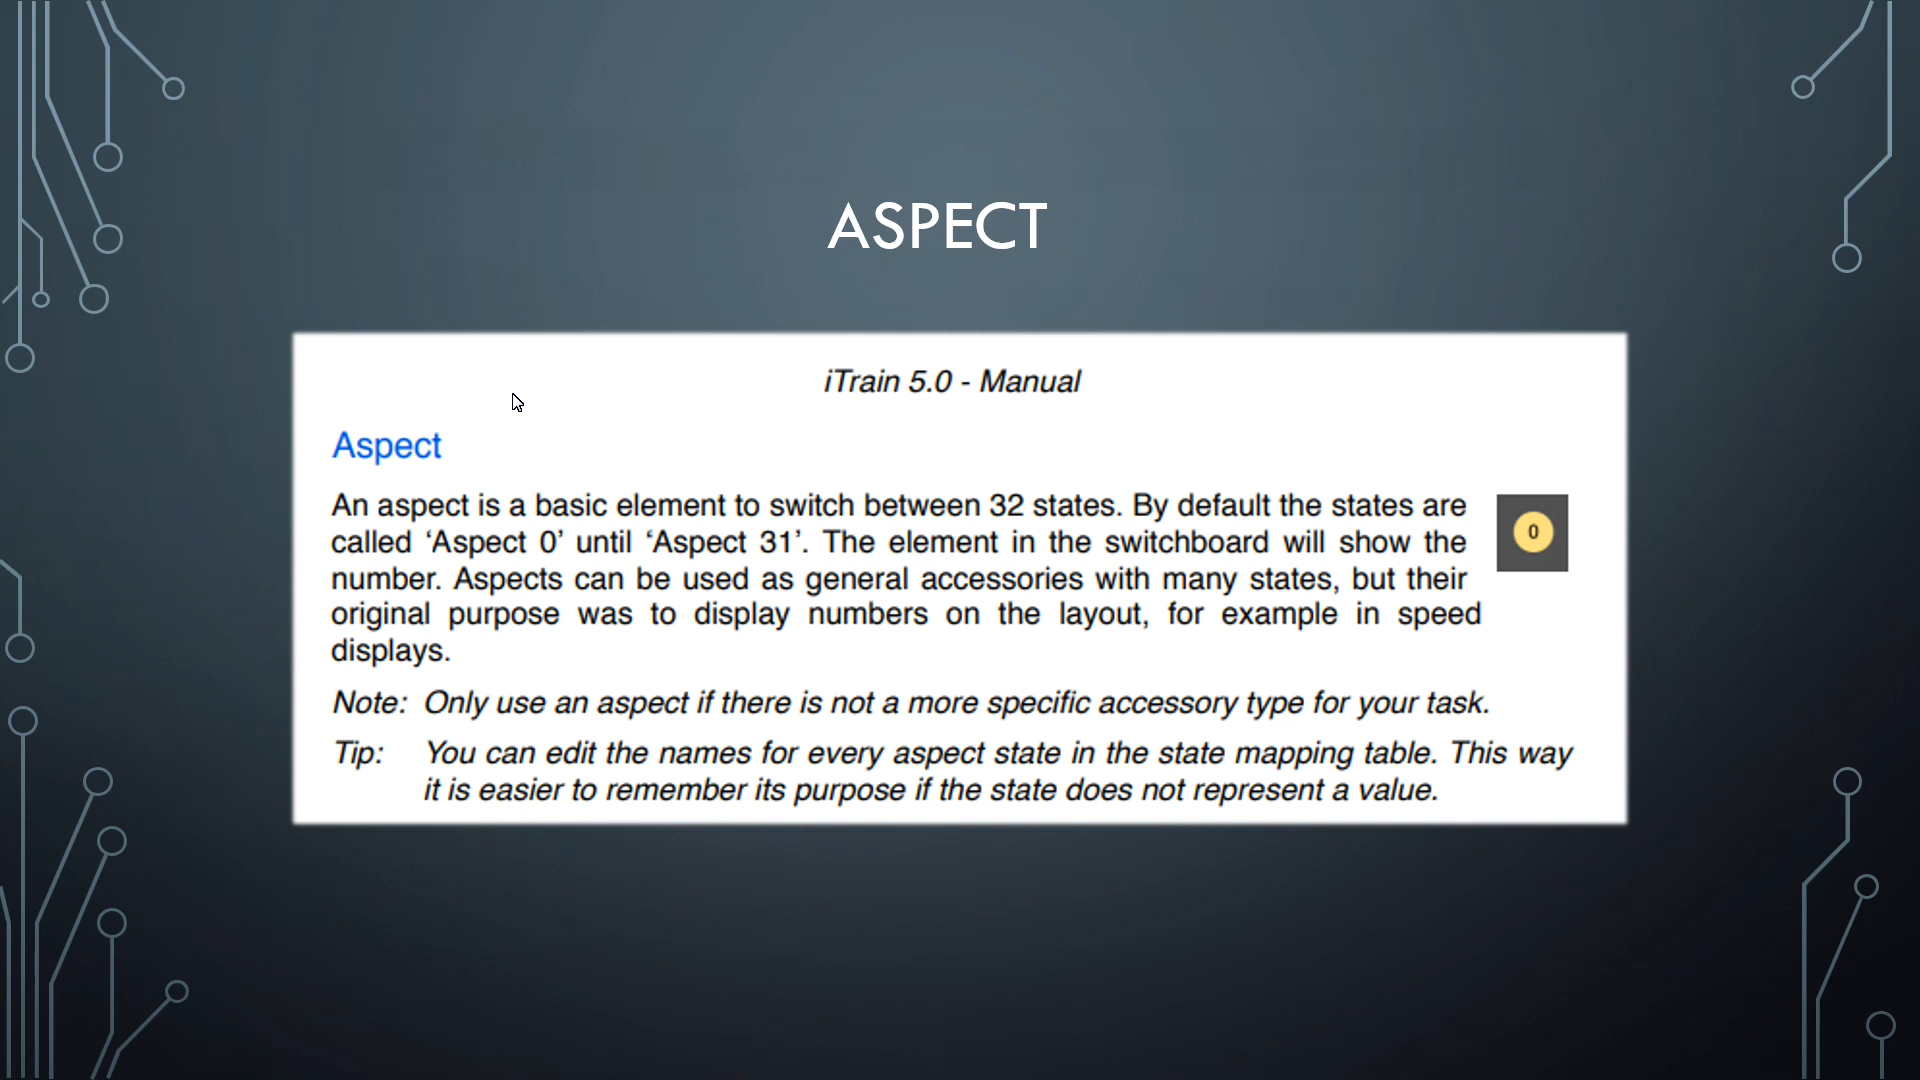 ASPECT
iTrain 5.0 - Manual
Aspect
An aspect is a basic element to switch between 32 states. By default the states are
called ‘Aspect 0’ until ‘Aspect 31’. The element in the switchboard will show the
number. Aspects can be used as general accessories with many states, but their
original purpose was to display numbers on the layout, for example in speed
displays.
0
Note: Only use an aspect if there is not a more specific accessory type for your task.
Tip: You can edit the names for every aspect state in the state mapping table. This way
it is easier to remember its purpose if the state does not represent a value.